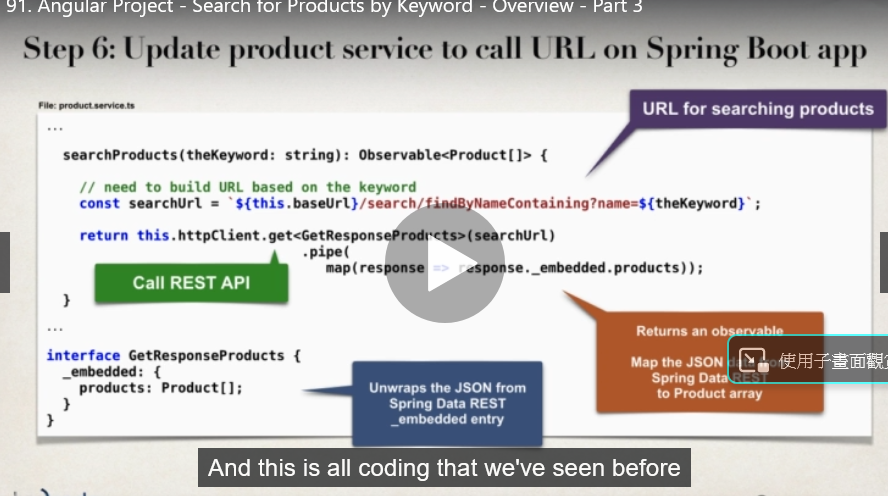 91. Angular Project - Search for Products by Keyword - Overview - Part 3
Step 6: Update product service to call URL on Spring Boot app
File: product.service.ts
...
URL for searching products
searchProducts(theKeyword: string): Observable<Product[]> {
// need to build URL based on the keyword
const searchUrl = `${this.baseUrl}/search/findByNameContaining?name=${theKeyword}`;
return this.httpClient.get<GetResponseProducts>(searchUrl)
.pipe(
map(response => response._embedded.products));
Call REST API
}
...
Returns an observable
Map the JSON data from
Spring Data REST
to Product array
使用子畫面觀
interface GetResponseProducts {
_embedded: {
products: Product[];
}
}
Unwraps the JSON from
Spring Data REST
_embedded entry
And this is all coding that we've seen before